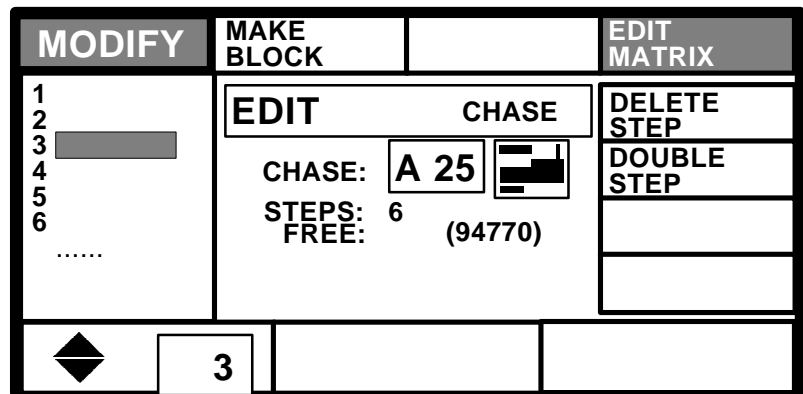 MODIFY
MAKE
BLOCK
EDIT
MATRIX
1
2
3
4
5
6
......
EDIT CHASE
CHASE: A 25
STEPS: 6
FREE: (94770)
DELETE
STEP
DOUBLE
STEP
3